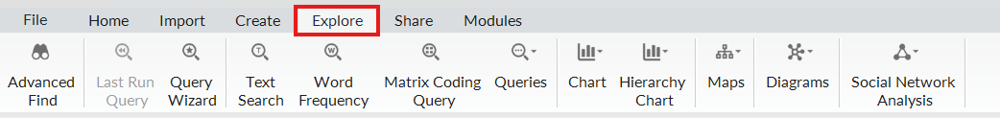 File Home Import Create Explore Share Modules
Advanced Find
Last Run Query
Query Wizard
Text Search
Word Frequency
Matrix Coding Query
Queries
Chart
Hierarchy Chart
Maps
Diagrams
Social Network Analysis